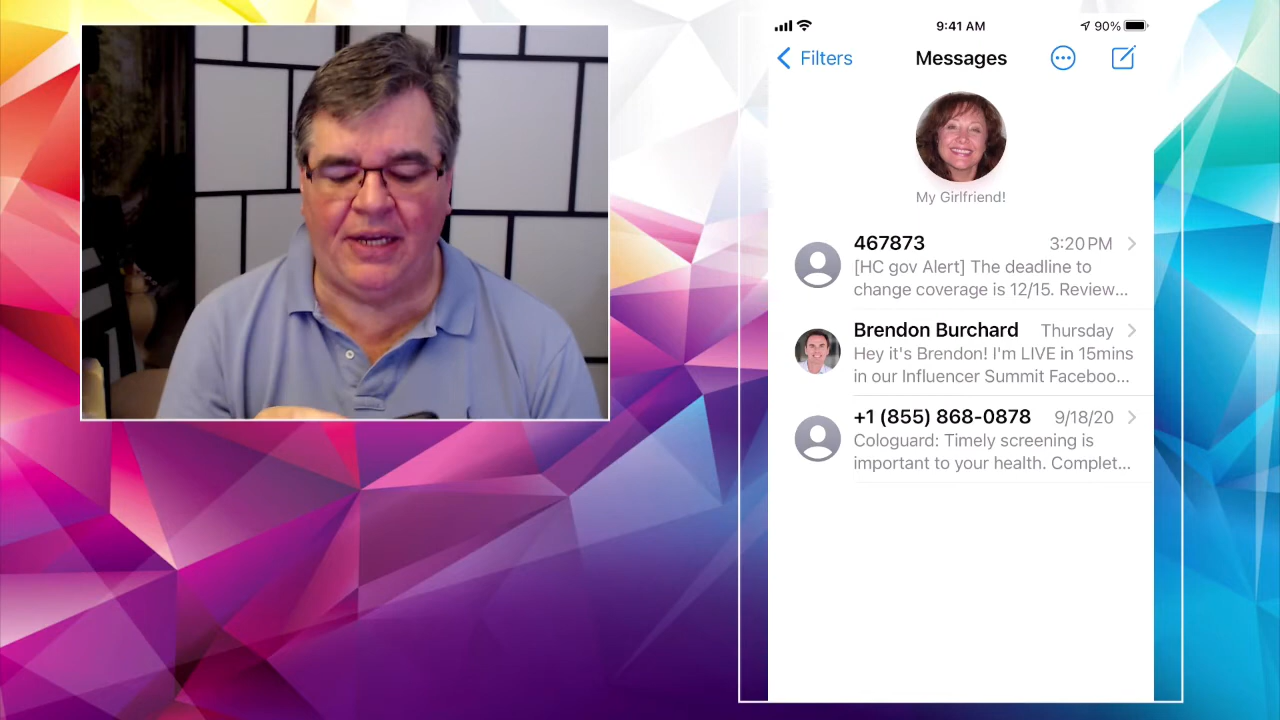 9:41 AM
90%
Filters
Messages
My Girlfriend!
467873
3:20 PM
[HC gov Alert] The deadline to
change coverage is 12/15. Review...
Brendon Burchard
Thursday
Hey it's Brendon! I'm LIVE in 15mins
in our Influencer Summit Faceboo...
+1 (855) 868-0878
9/18/20
Cologuard: Timely screening is
important to your health. Complet...